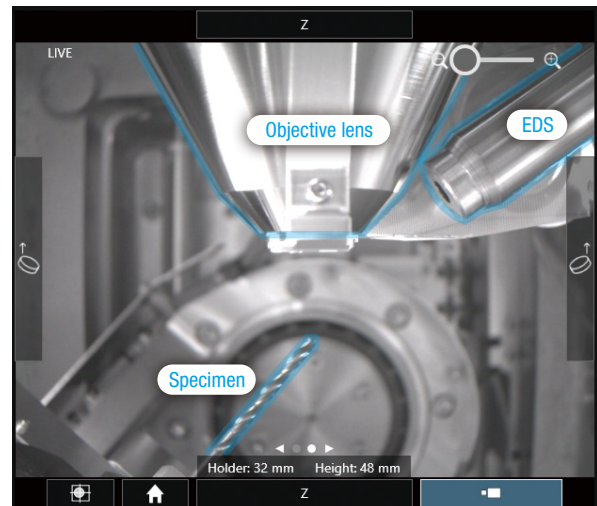 Z
LIVE
Objective lens
EDS
Specimen
Holder: 32 mm Height: 48 mm
Z